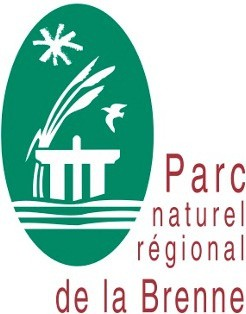 Parc
naturel
régional
de la Brenne